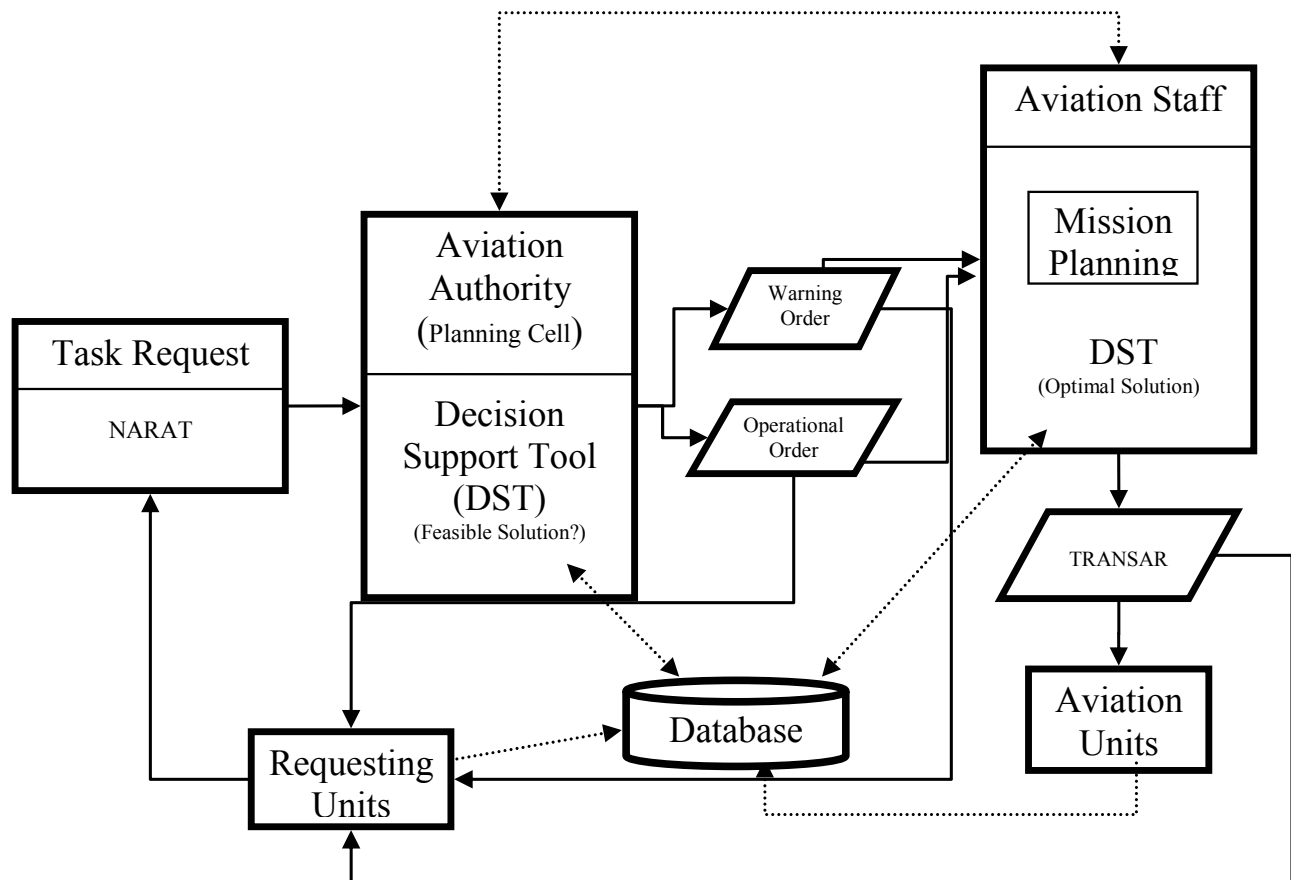 Aviation Staff
Mission
Planning
DST
(Optimal Solution)
Aviation
Authority
(Planning Cell)
Decision
Support Tool
(DST)
(Feasible Solution?)
Warning
Order
Operational
Order
Task Request
NARAT
TRANSAR
Aviation
Units
Database
Requesting
Units